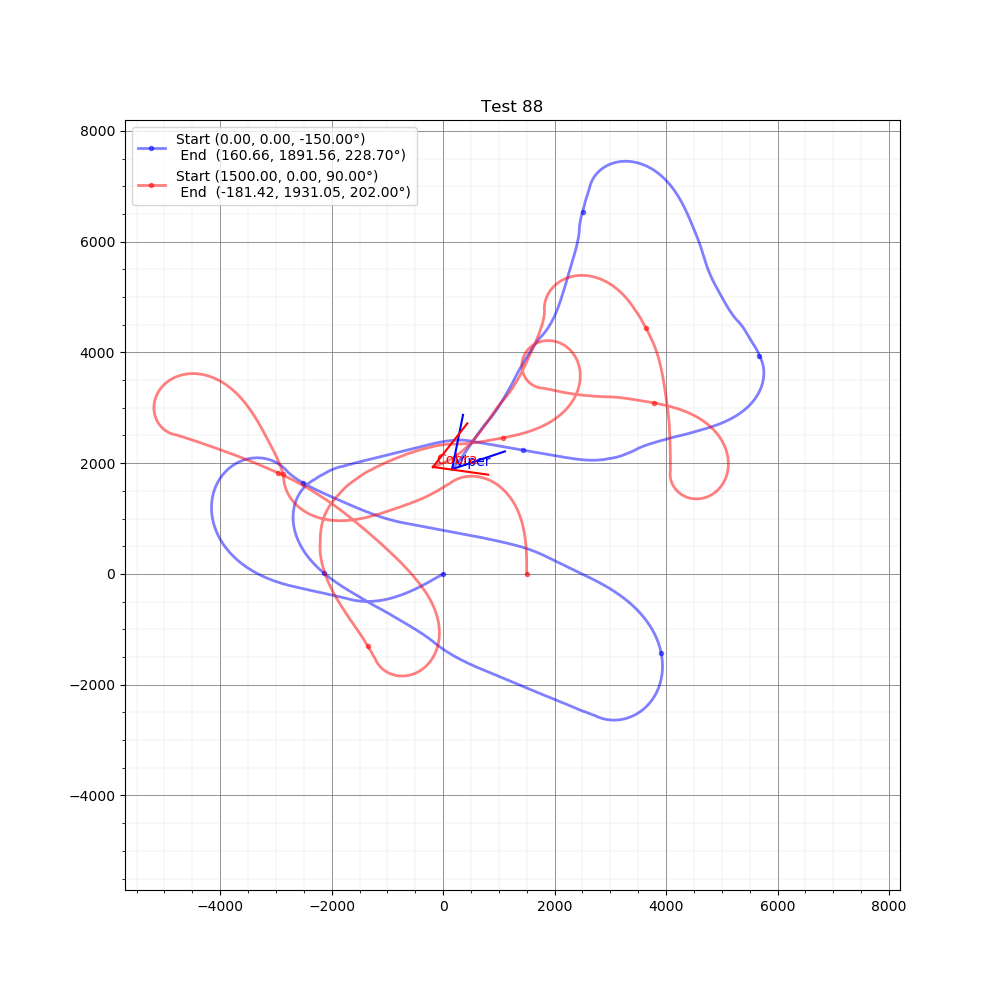 Test 88
Start (0.00, 0.00, -150.00°)
End (160.66, 1891.56, 228.70°)
Start (1500.00, 0.00, 90.00°)
End (-181.42, 1931.05, 202.00°)
8000
6000
4000
2000
0
−2000
−4000
Cobra
Viper
−4000 −2000 0 2000 4000 6000 8000